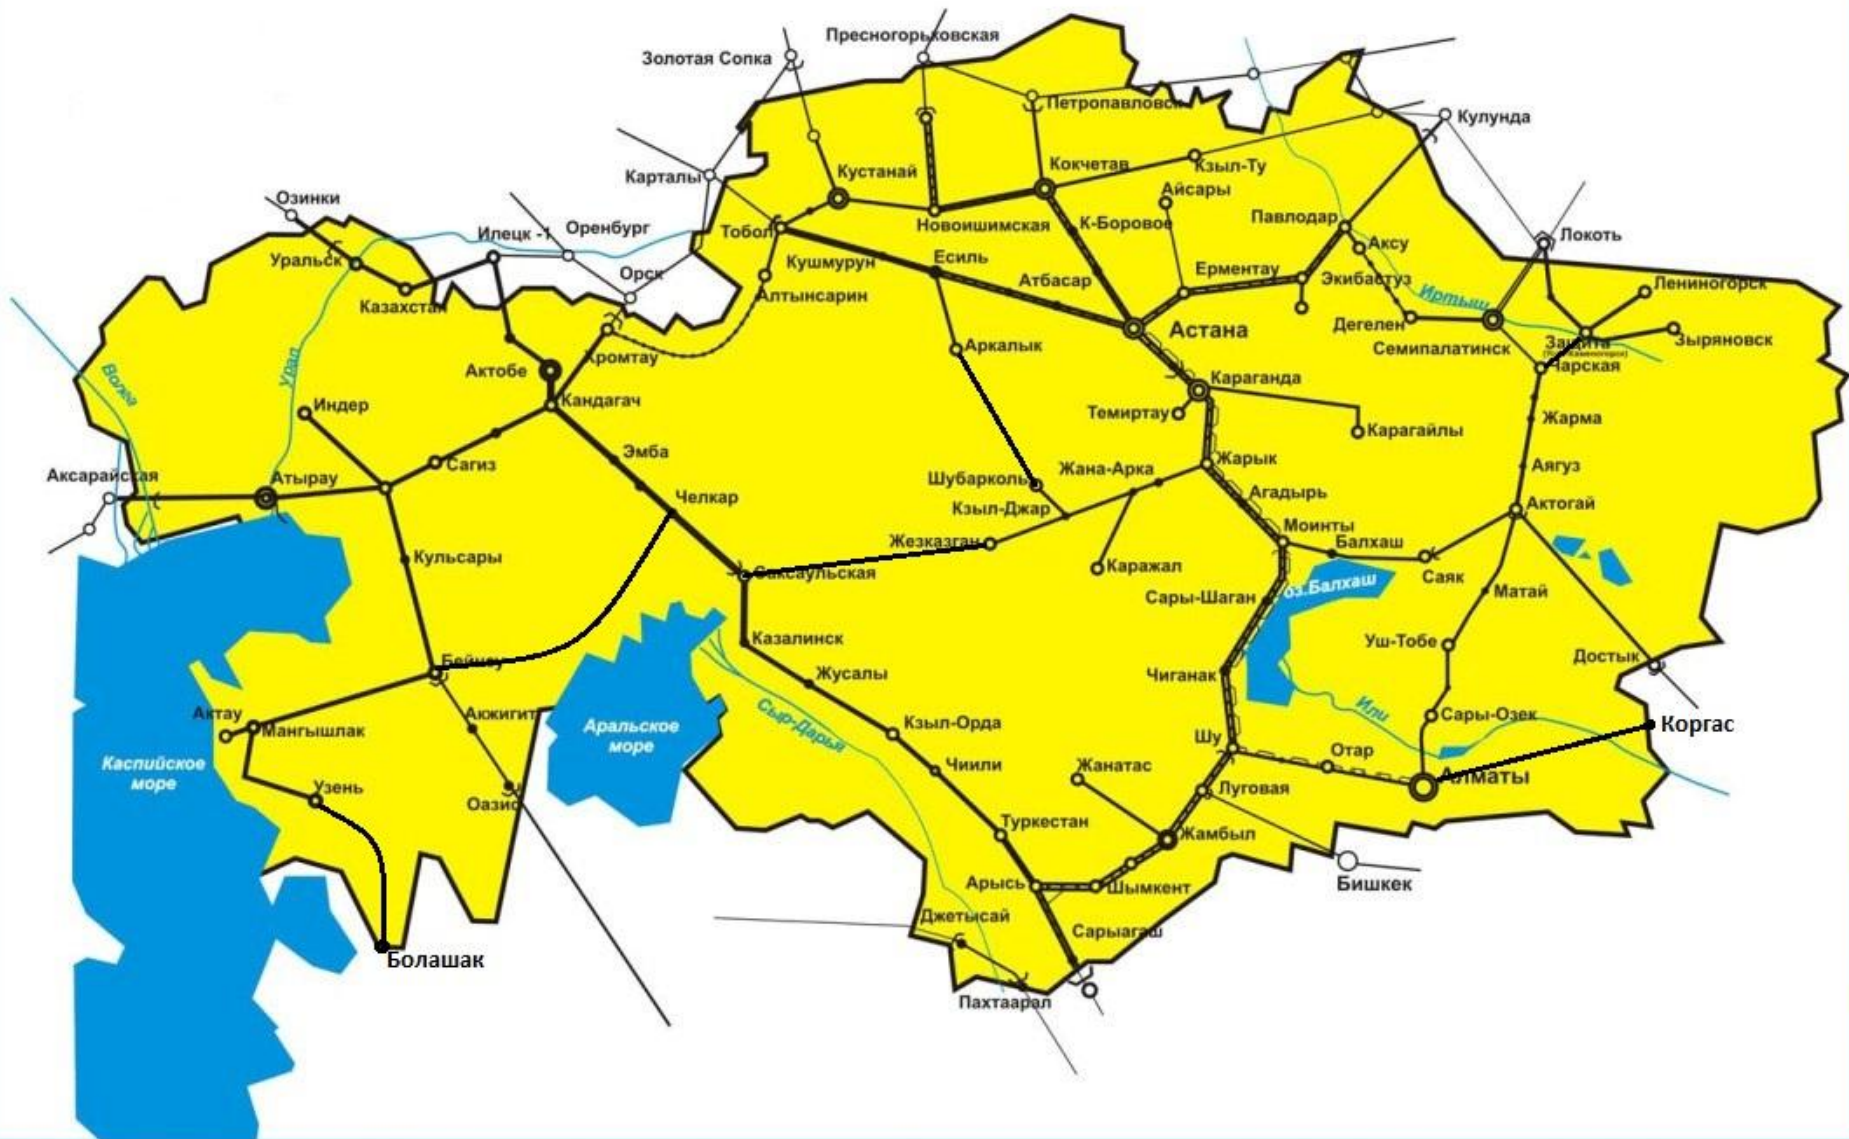 Пресногорьковская
Золотая Сопка
Петропавловск
Кулунда
Карталы
Кустанай
Кокчетав
Кзыл-Ту
Айсары
Озинки
Илецк -1
Оренбург
Тобол
Новоишимская
К-Боровое
Павлодар
Аксу
Локоть
Уральск
Орск
Кушмурун
Есиль
Атбасар
Ерментау
Экибастуз
Лениногорск
Казахстан
Алтынсарин
Иртыш
Астана
Дегелен
Семипалатинск
Защита
Зыряновск
Хромтау
Аркалык
Чарская
Волга
Урал
Актобе
Караганда
Кандагач
Индер
Темиртау
Карагайлы
Жарма
Эмба
Сагиз
Аксарайская
Атырау
Челкар
Шубарколь
Жана-Арка
Жарык
Аягуз
Агадырь
Кзыл-Джар
Актогай
Моинты
Жезказган
Балхаш
Кульсары
Саксаульская
Каражал
Саяк
оз.Балхаш
Матай
Сары-Шаган
Казалинск
Уш-Тобе
Бейнеу
Достык
Жусалы
Чиганак
Актау
Акжигит
Мангышлак
Аральское
море
Сыр-Дарья
Кзыл-Орда
Или
Сары-Озек
Коргас
Шу
Отар
Каспийское
море
Чиили
Жанатас
Алматы
Узень
Оазис
Луговая
Туркестан
Жамбыл
Арысь
Шымкент
Бишкек
Джетысай
Сарыагаш
Болашак
Пахтаарал